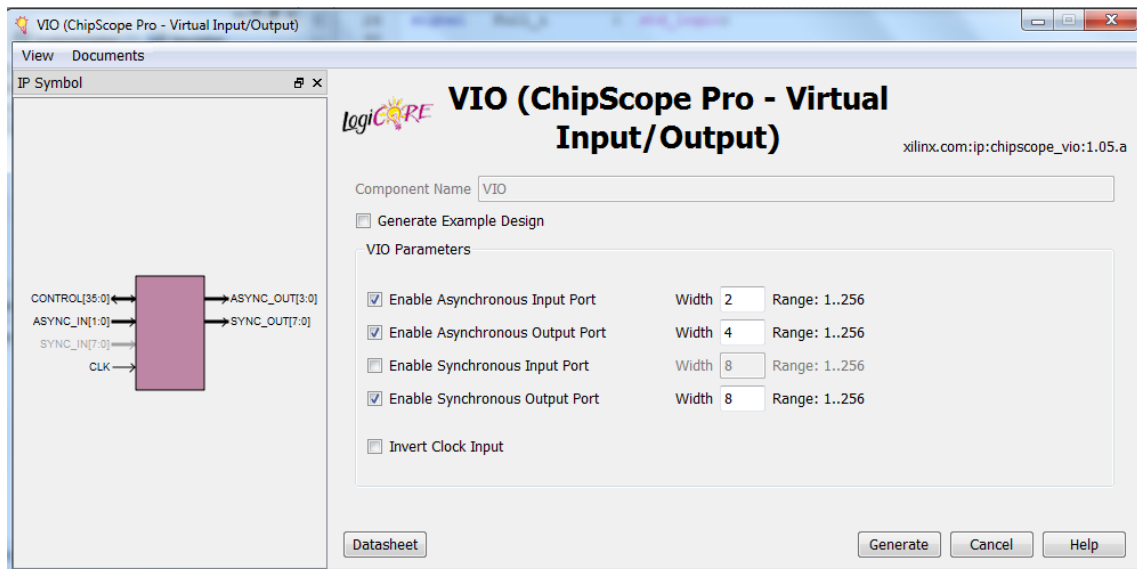 VIO (ChipScope Pro - Virtual Input/Output)
View Documents
IP Symbol
CONTROL[35:0]
ASYNC_IN[1:0]
SYNC_IN[7:0]
CLK
ASYNC_OUT[3:0]
SYNC_OUT[7:0]
logiCORE
VIO (ChipScope Pro - Virtual
Input/Output)
xilinx.com:ip:chipscope_vio:1.05.a
Component Name VIO
Generate Example Design
VIO Parameters
Enable Asynchronous Input Port Width 2 Range: 1..256
Enable Asynchronous Output Port Width 4 Range: 1..256
Enable Synchronous Input Port Width 8 Range: 1..256
Enable Synchronous Output Port Width 8 Range: 1..256
Invert Clock Input
Datasheet Generate Cancel Help